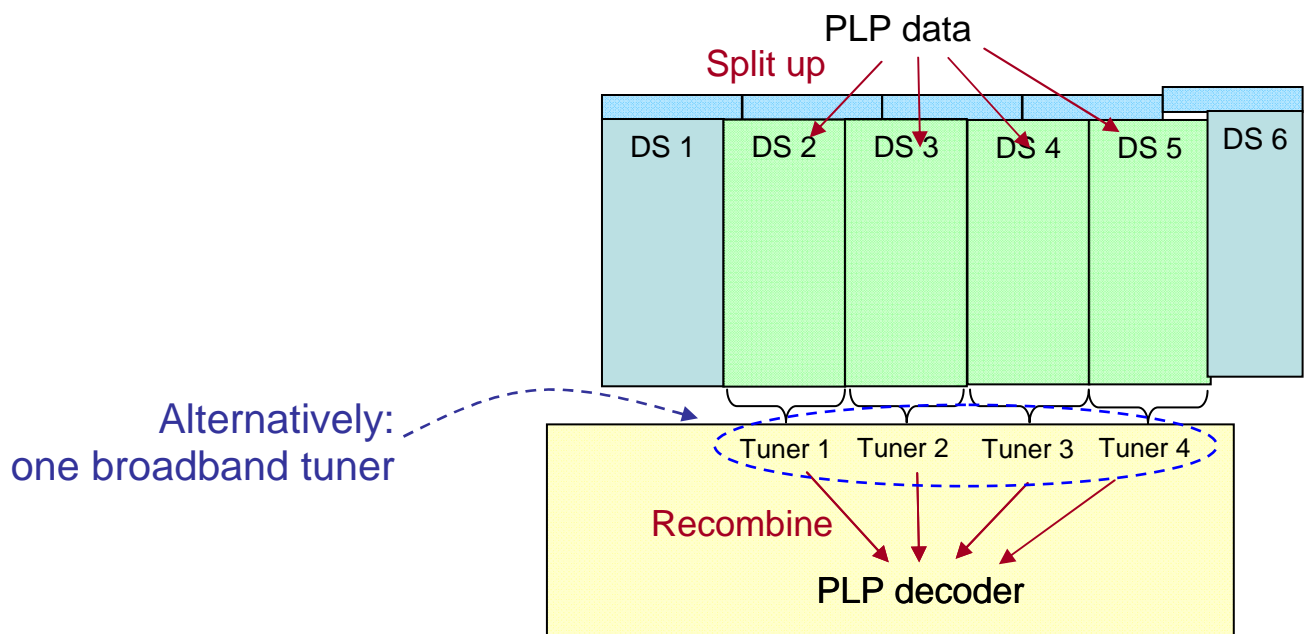 PLP data
Split up
DS 1 DS 2 DS 3 DS 4 DS 5 DS 6
Alternatively:
one broadband tuner
Tuner 1 Tuner 2 Tuner 3 Tuner 4
Recombine
PLP decoder